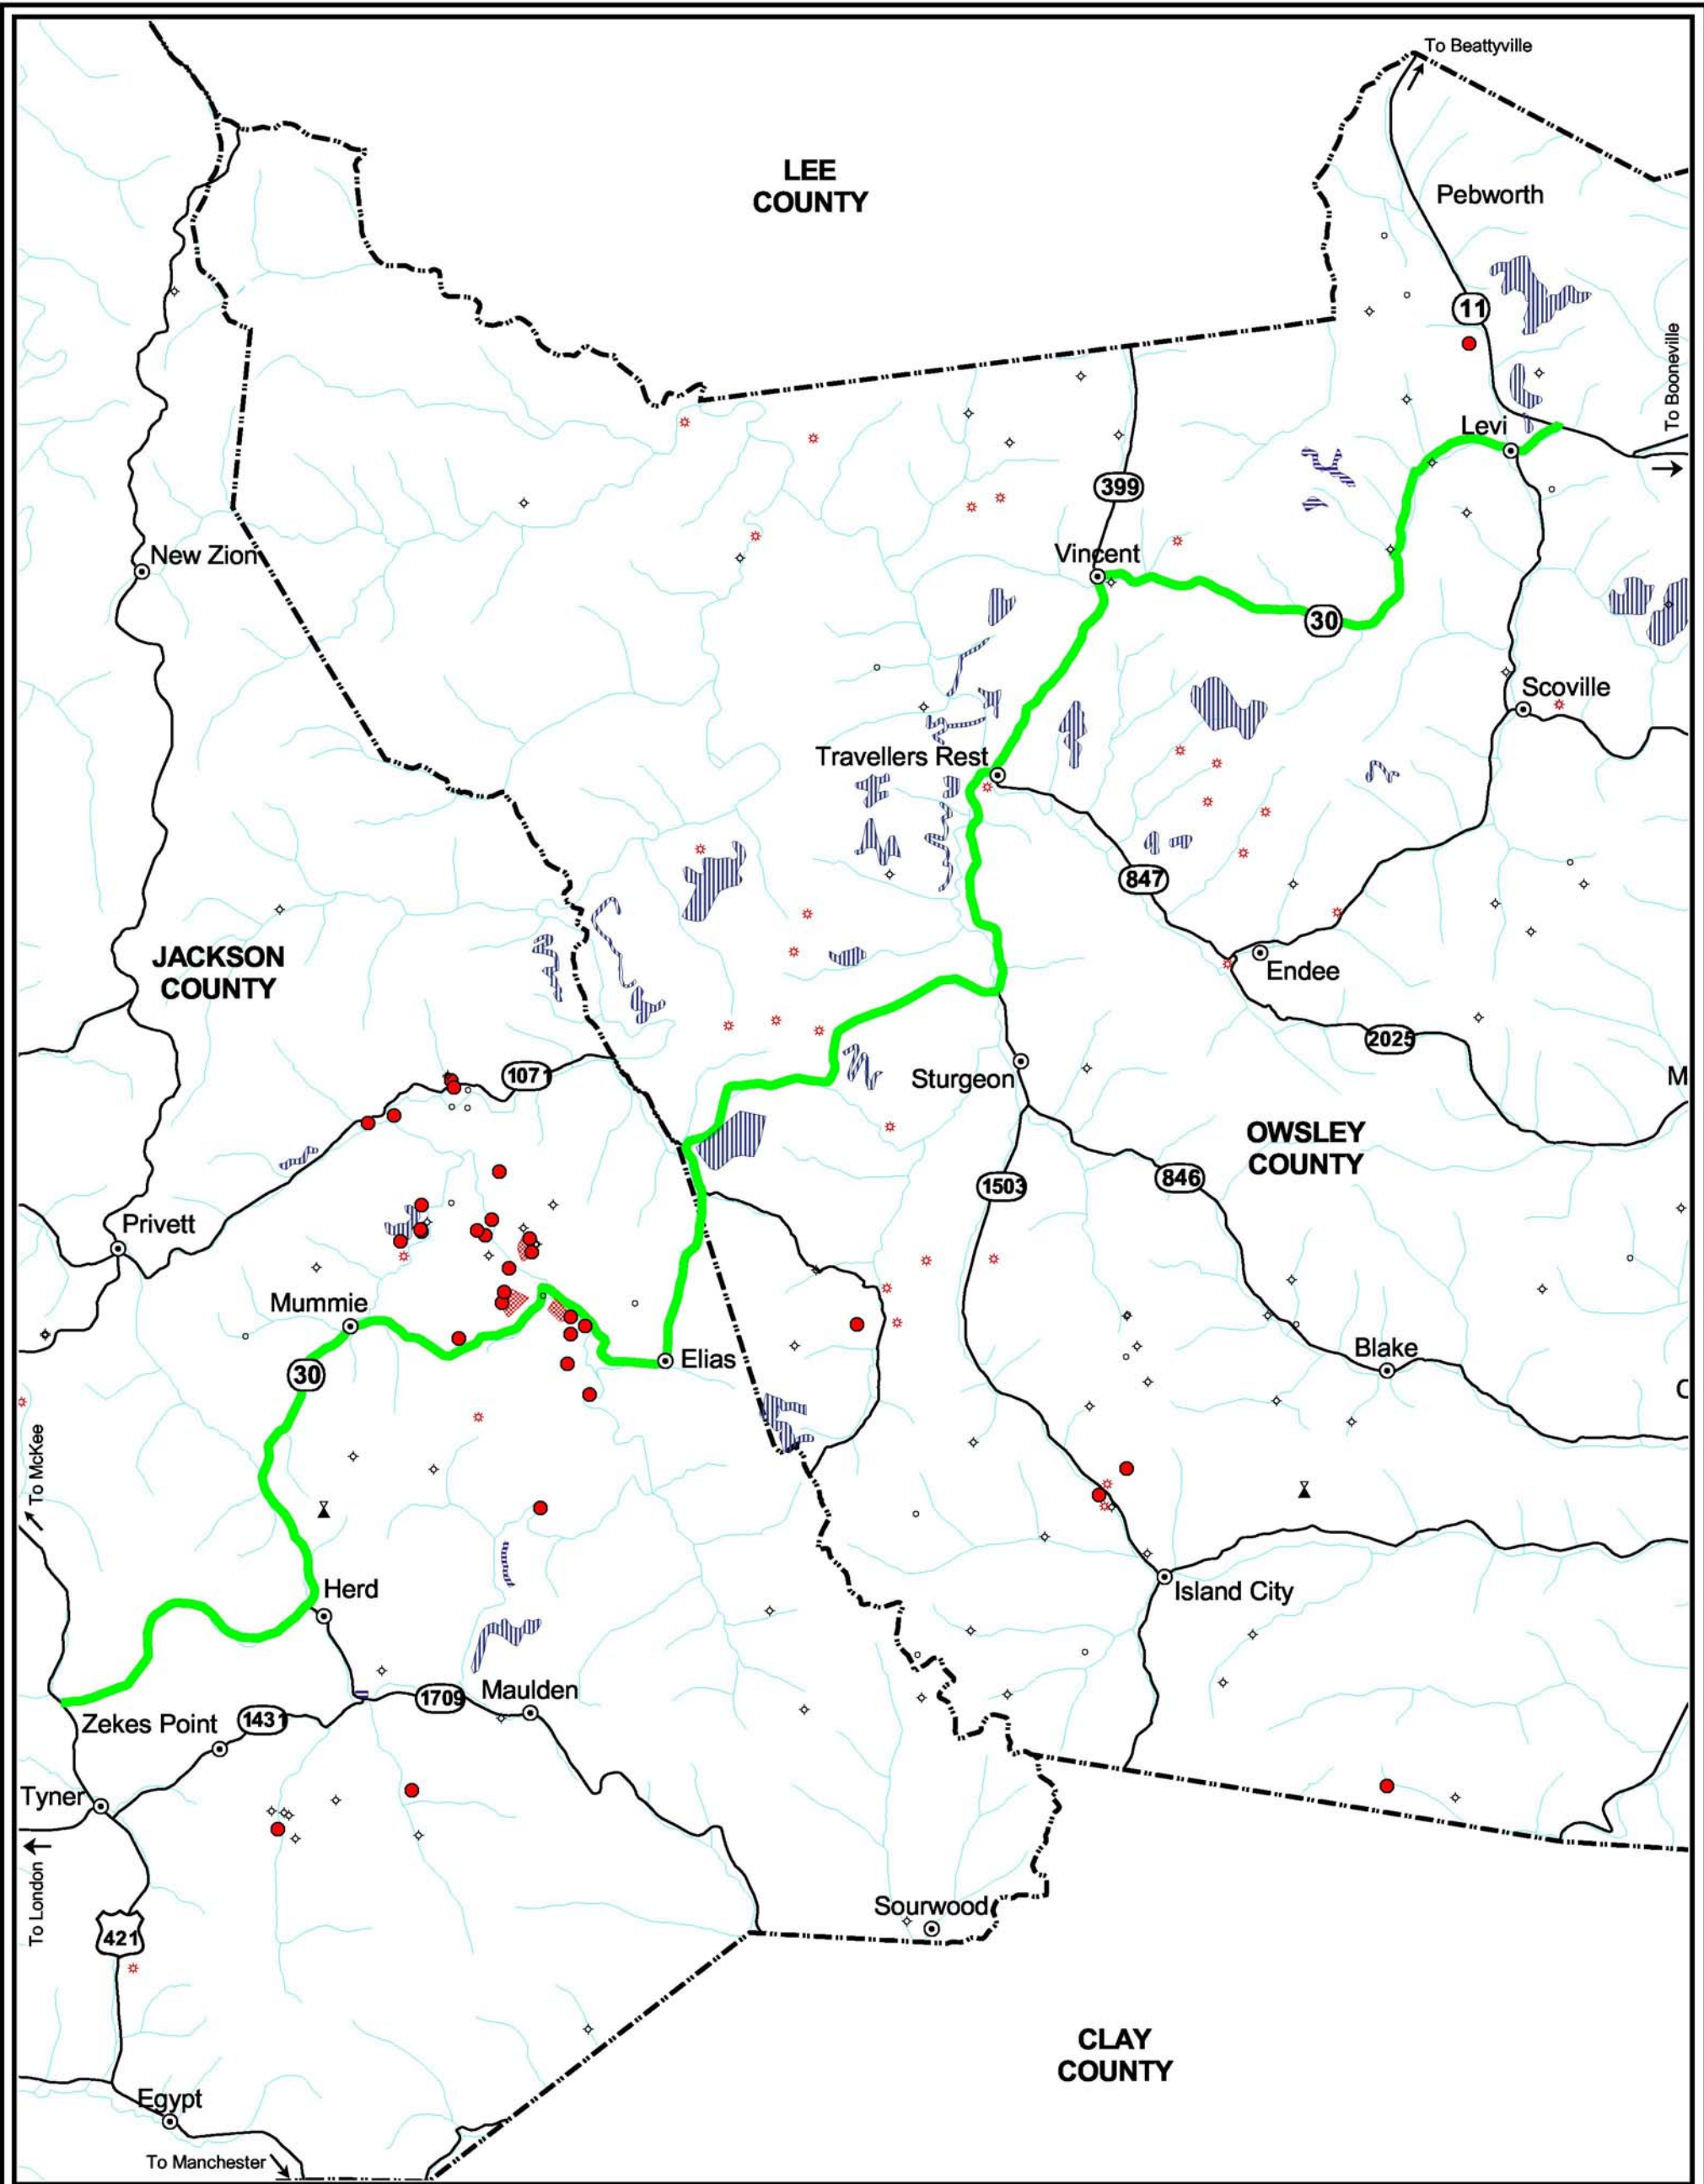 To Beattyville
LEE
COUNTY
Pebworth
11
To Booneville
Levi
399
New Zion
Vincent
30
Scoville
Travellers Rest
847
JACKSON
COUNTY
Endee
2025
1071
Sturgeon
M
OWSLEY
COUNTY
1503
846
Privett
Mummie
Elias
Blake
30
C
To McKee
Herd
Island City
1709
Maulden
Zekes Point
1431
Tyner
To London
Sourwood
421
CLAY
COUNTY
Egypt
To Manchester